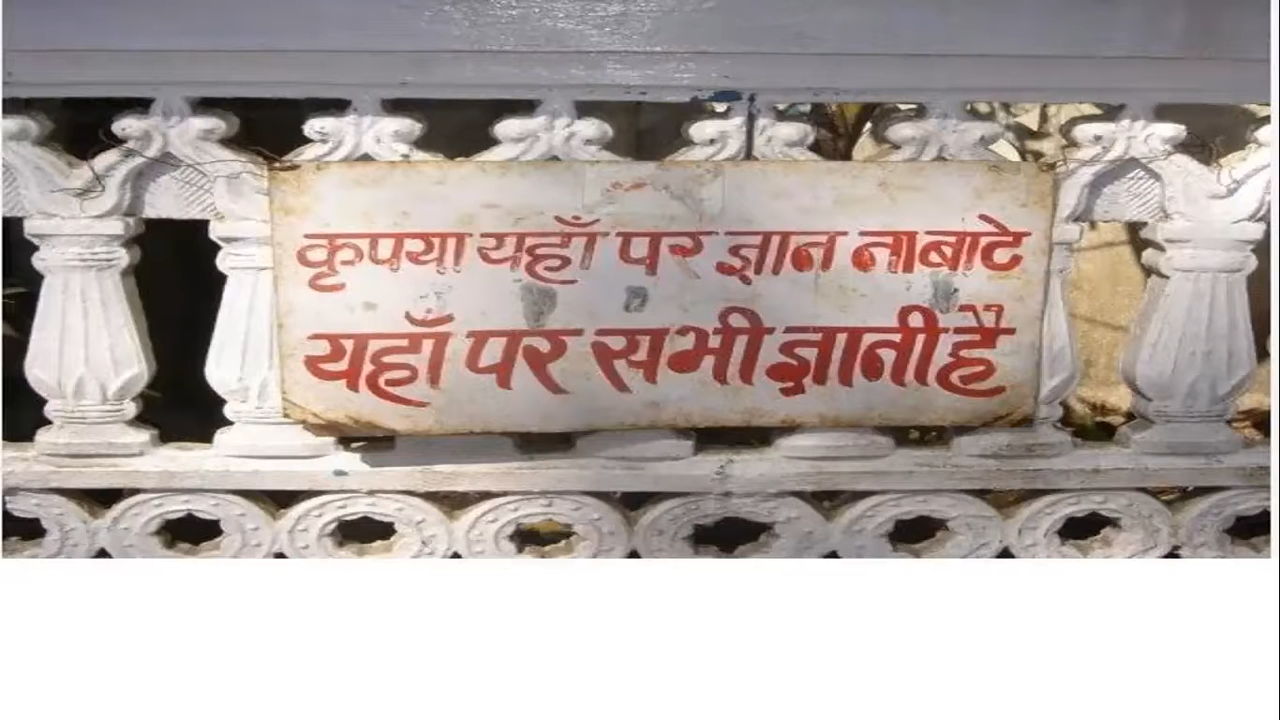 कृपया यहाँ पर ज्ञान नाबाटे
यहाँ पर सभी ज्ञानी है